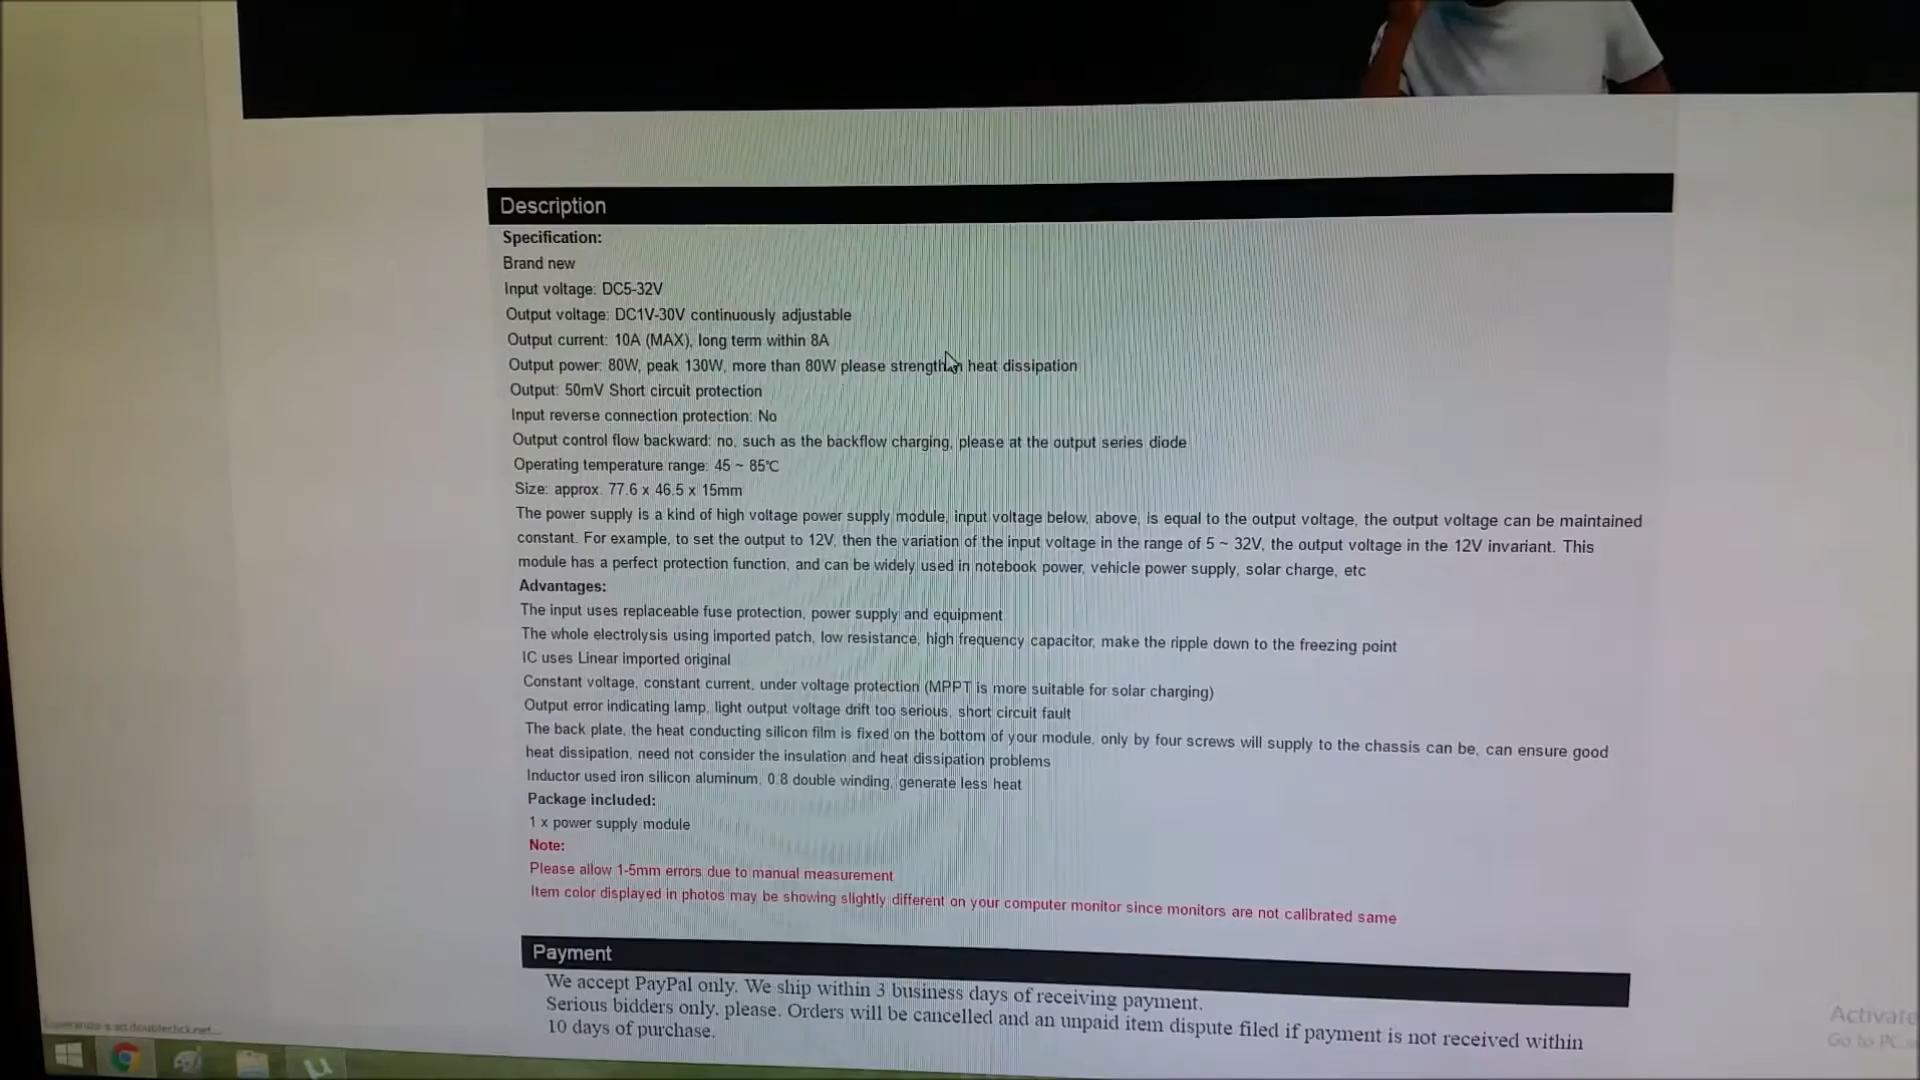 Description
Specification:
Brand new
Input voltage: DC5-32V
Output voltage: DC1V-30V continuously adjustable
Output current: 10A (MAX), long term within 8A
Output power: 80W, peak 130W, more than 80W please strengthen heat dissipation
Output: 50mV Short circuit protection
Input reverse connection protection: No
Output control flow backward: no, such as the backflow charging, please at the output series diode
Operating temperature range: 45 ~ 85℃
Size: approx. 77.6 x 46.5 x 15mm
The power supply is a kind of high voltage power supply module, input voltage below, above, is equal to the output voltage, the output voltage can be maintained
constant. For example, to set the output to 12V, then the variation of the input voltage in the range of 5 ~ 32V, the output voltage in the 12V invariant. This
module has a perfect protection function, and can be widely used in notebook power, vehicle power supply, solar charge, etc
Advantages:
The input uses replaceable fuse protection, power supply and equipment
The whole electrolysis using imported patch, low resistance, high frequency capacitor, make the ripple down to the freezing point
IC uses Linear imported original
Constant voltage, constant current, under voltage protection (MPPT is more suitable for solar charging)
Output error indicating lamp, light output voltage drift too serious, short circuit fault
The back plate, the heat conducting silicon film is fixed on the bottom of your module, only by four screws will supply to the chassis can be, can ensure good
heat dissipation, need not consider the insulation and heat dissipation problems
Inductor used iron silicon aluminum, 0.8 double winding, generate less heat
Package included:
1 x power supply module
Note:
Please allow 1-5mm errors due to manual measurement
Item color displayed in photos may be showing slightly different on your computer monitor since monitors are not calibrated same
Payment
We accept PayPal only. We ship within 3 business days of receiving payment.
Serious bidders only, please. Orders will be cancelled and an unpaid item dispute filed if payment is not received within
10 days of purchase.
Activate
Go to PC